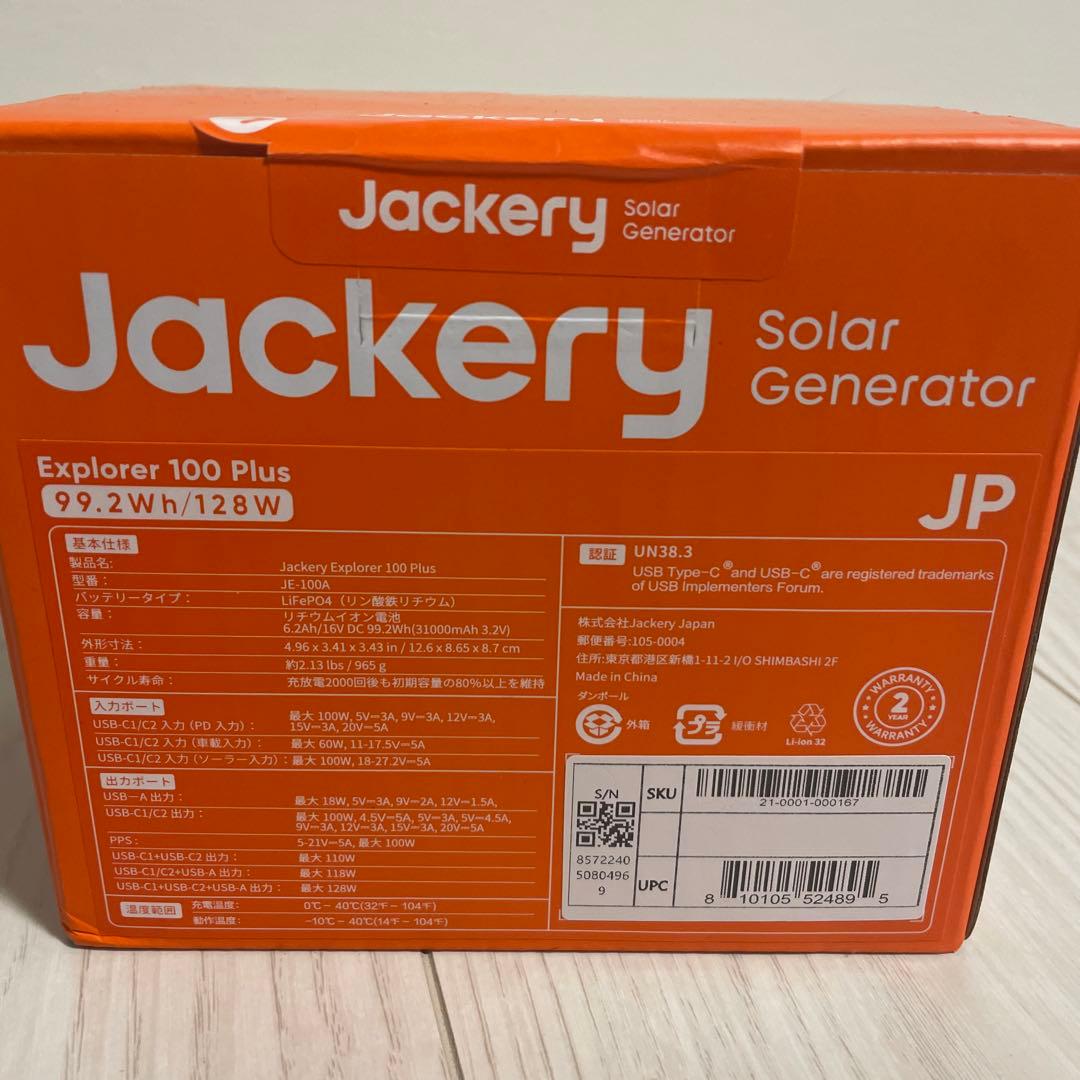 Jackery Solar Generator
Jackery Solar Generator
Explorer 100 Plus
99.2Wh/128W
JP
基本仕様
製品名: Jackery Explorer 100 Plus
型番: JE-100A
バッテリータイプ: LiFePO4（リン酸鉄リチウム）
容量: リチウムイオン電池
6.2Ah/16V DC 99.2Wh(31000mAh 3.2V)
外形寸法: 4.96 x 3.41 x 3.43 in / 12.6 x 8.65 x 8.7 cm
重量: 約2.13 lbs / 965 g
サイクル寿命: 充放電2000回後も初期容量の80%以上を維持
入力ポート
USB-C1/C2 入力 (PD 入力): 最大 100W, 5V⎓3A, 9V⎓3A, 12V⎓3A,
15V⎓3A, 20V⎓5A
USB-C1/C2 入力 (車載入力): 最大 60W, 11-17.5V⎓5A
USB-C1/C2 入力 (ソーラー入力): 最大 100W, 18-27.2V⎓5A
出力ポート
USB-A 出力: 最大 18W, 5V⎓3A, 9V⎓2A, 12V⎓1.5A,
USB-C1/C2 出力: 最大 100W, 4.5V⎓5A, 5V⎓3A, 5V⎓4.5A,
9V⎓3A, 12V⎓3A, 15V⎓3A, 20V⎓5A
PPS: 5-21V⎓5A, 最大 100W
USB-C1+USB-C2 出力: 最大 110W
USB-C1/C2+USB-A 出力: 最大 118W
USB-C1+USB-C2+USB-A 出力: 最大 128W
温度範囲 充電温度: 0℃ - 40℃(32℉ - 104℉)
動作温度: -10℃ - 40℃(14℉ - 104℉)
認証 UN38.3
USB Type-C® and USB-C® are registered trademarks
of USB Implementers Forum.
株式会社Jackery Japan
郵便番号:105-0004
住所:東京都港区新橋1-11-2 I/O SHIMBASHI 2F
Made in China
ダンボール
外箱
プラ
緩衝材
Li-ion 32
WARRANTY
2
YEAR
WARRANTY
S/N
8572240
5080496
9
SKU
21-0001-000167
UPC
8 10105 52489 5